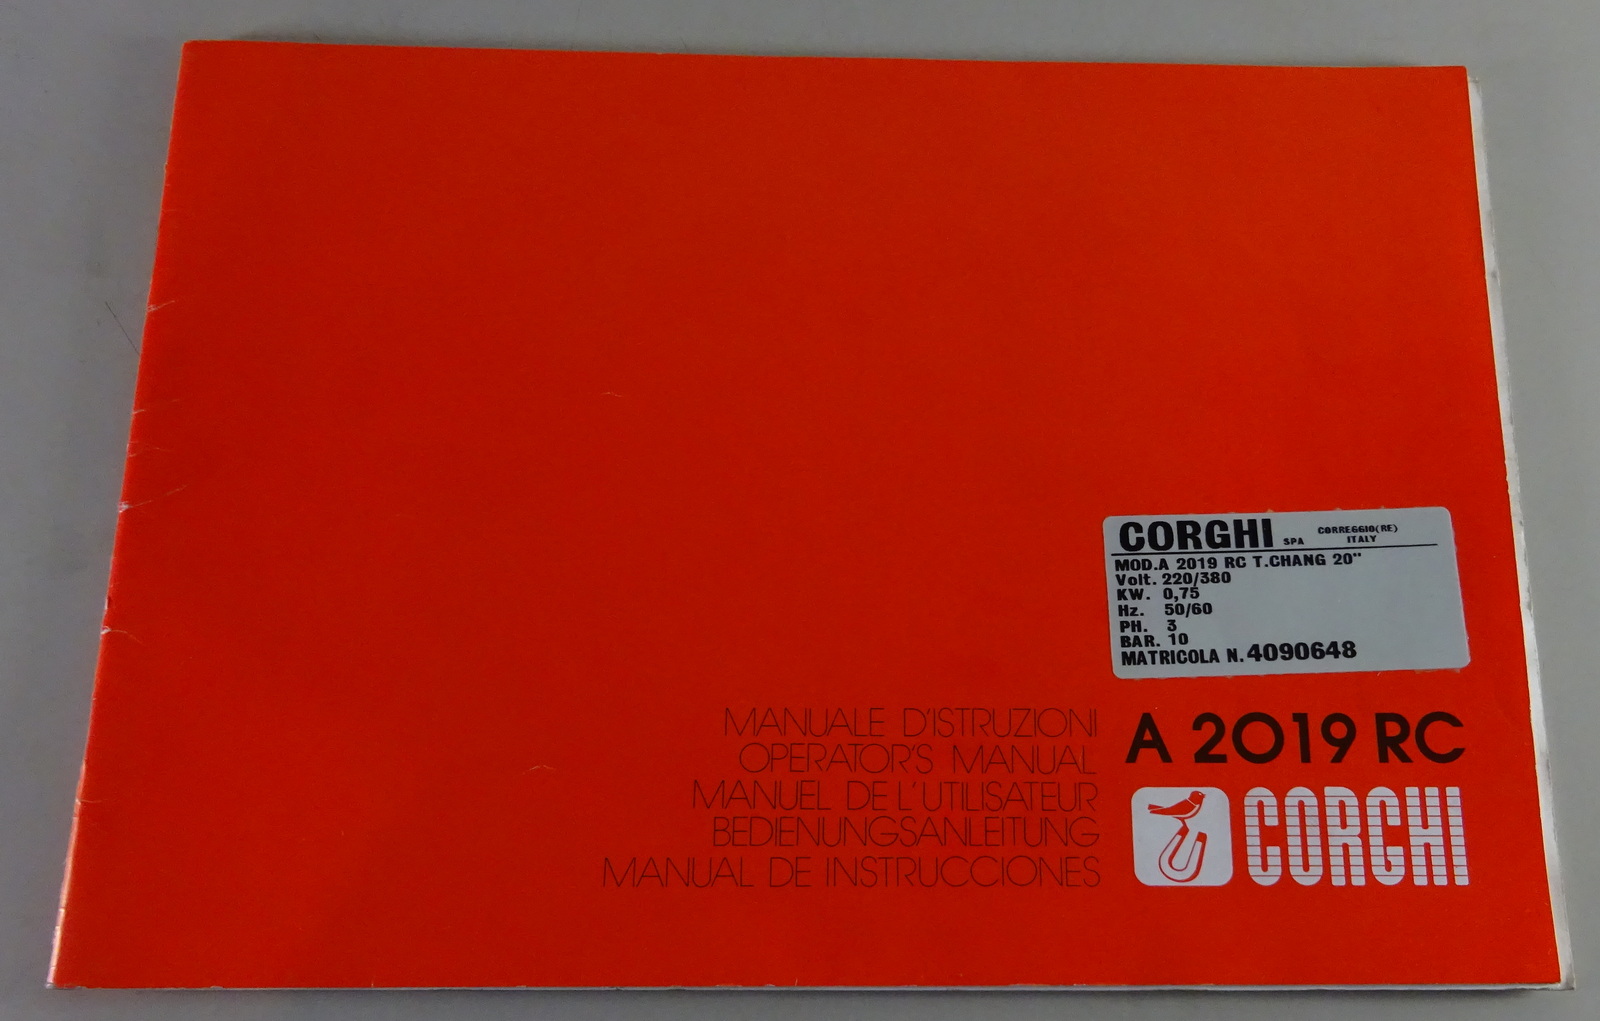 CORGHI SPA CORREGGIO(RE) ITALY
MOD.A 2019 RC T.CHANG 20"
Volt. 220/380
KW. 0,75
Hz. 50/60
PH. 3
BAR. 10
MATRICOLA N. 4090648
MANUALE D'ISTRUZIONI
OPERATOR'S MANUAL
MANUEL DE L'UTILISATEUR
BEDIENUNGSANLEITUNG
MANUAL DE INSTRUCCIONES
A 2019 RC
CORGHI